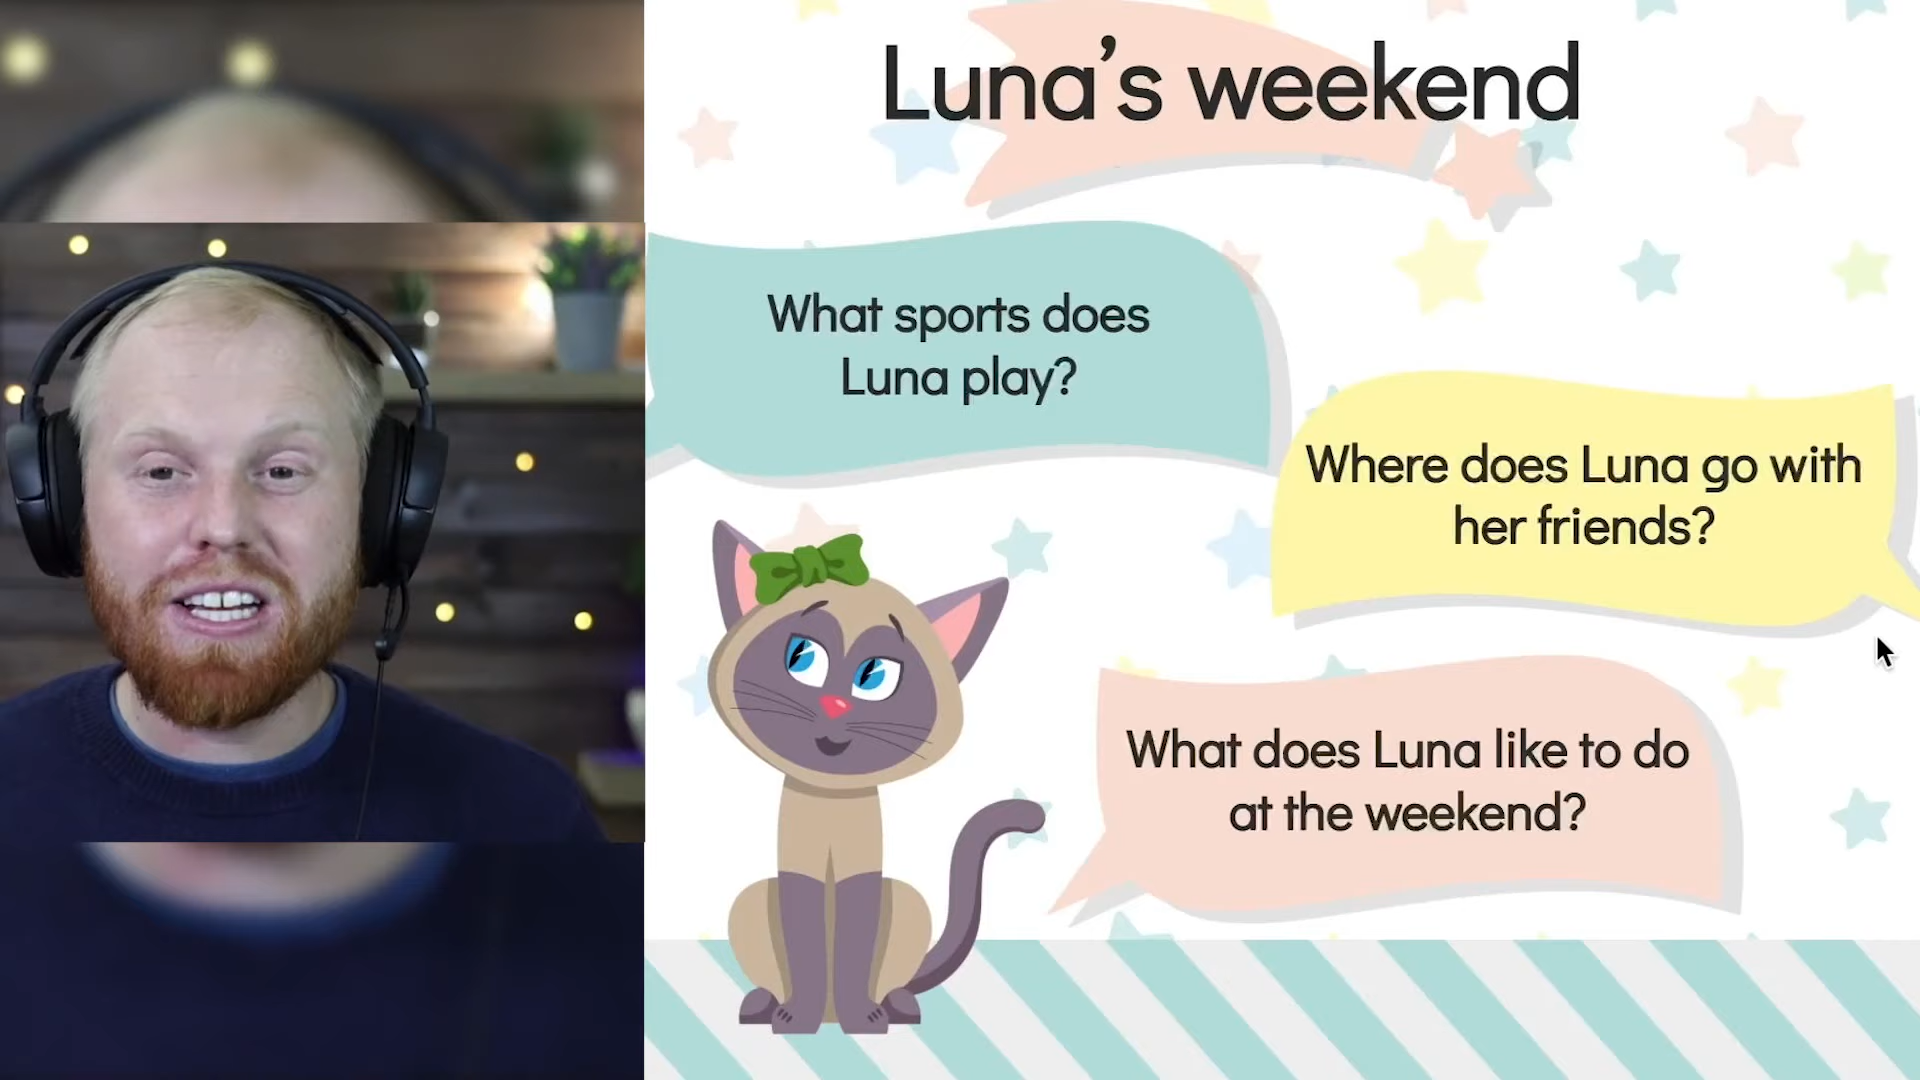 Luna’s weekend
What sports does
Luna play?
Where does Luna go with
her friends?
What does Luna like to do
at the weekend?